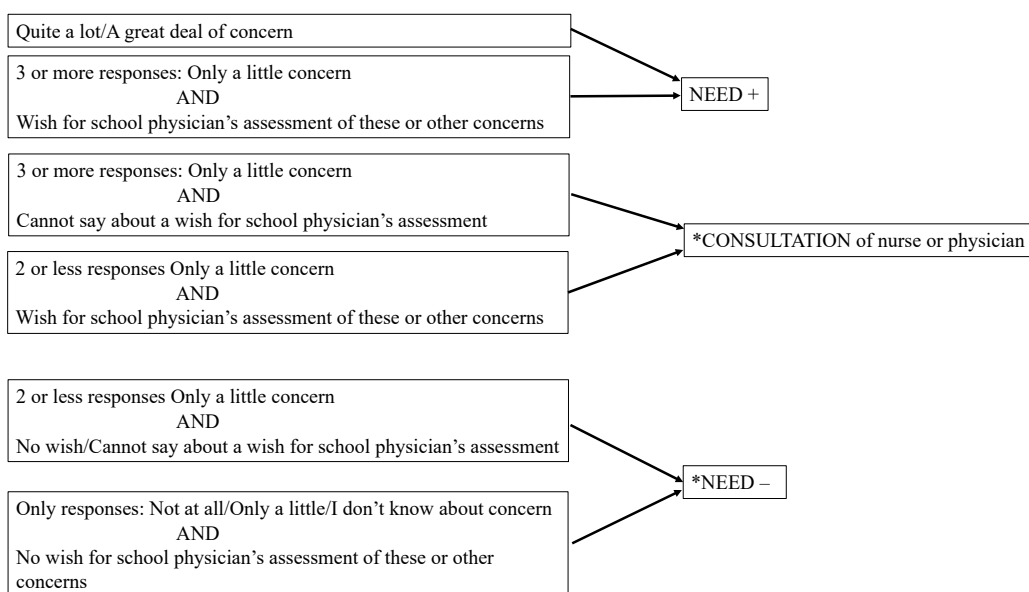 Quite a lot/A great deal of concern
3 or more responses: Only a little concern
AND
Wish for school physician’s assessment of these or other concerns
NEED +
3 or more responses: Only a little concern
AND
Cannot say about a wish for school physician’s assessment
2 or less responses Only a little concern
AND
Wish for school physician’s assessment of these or other concerns
*CONSULTATION of nurse or physician
2 or less responses Only a little concern
AND
No wish/Cannot say about a wish for school physician’s assessment
Only responses: Not at all/Only a little/I don’t know about concern
AND
No wish for school physician’s assessment of these or other
concerns
*NEED –